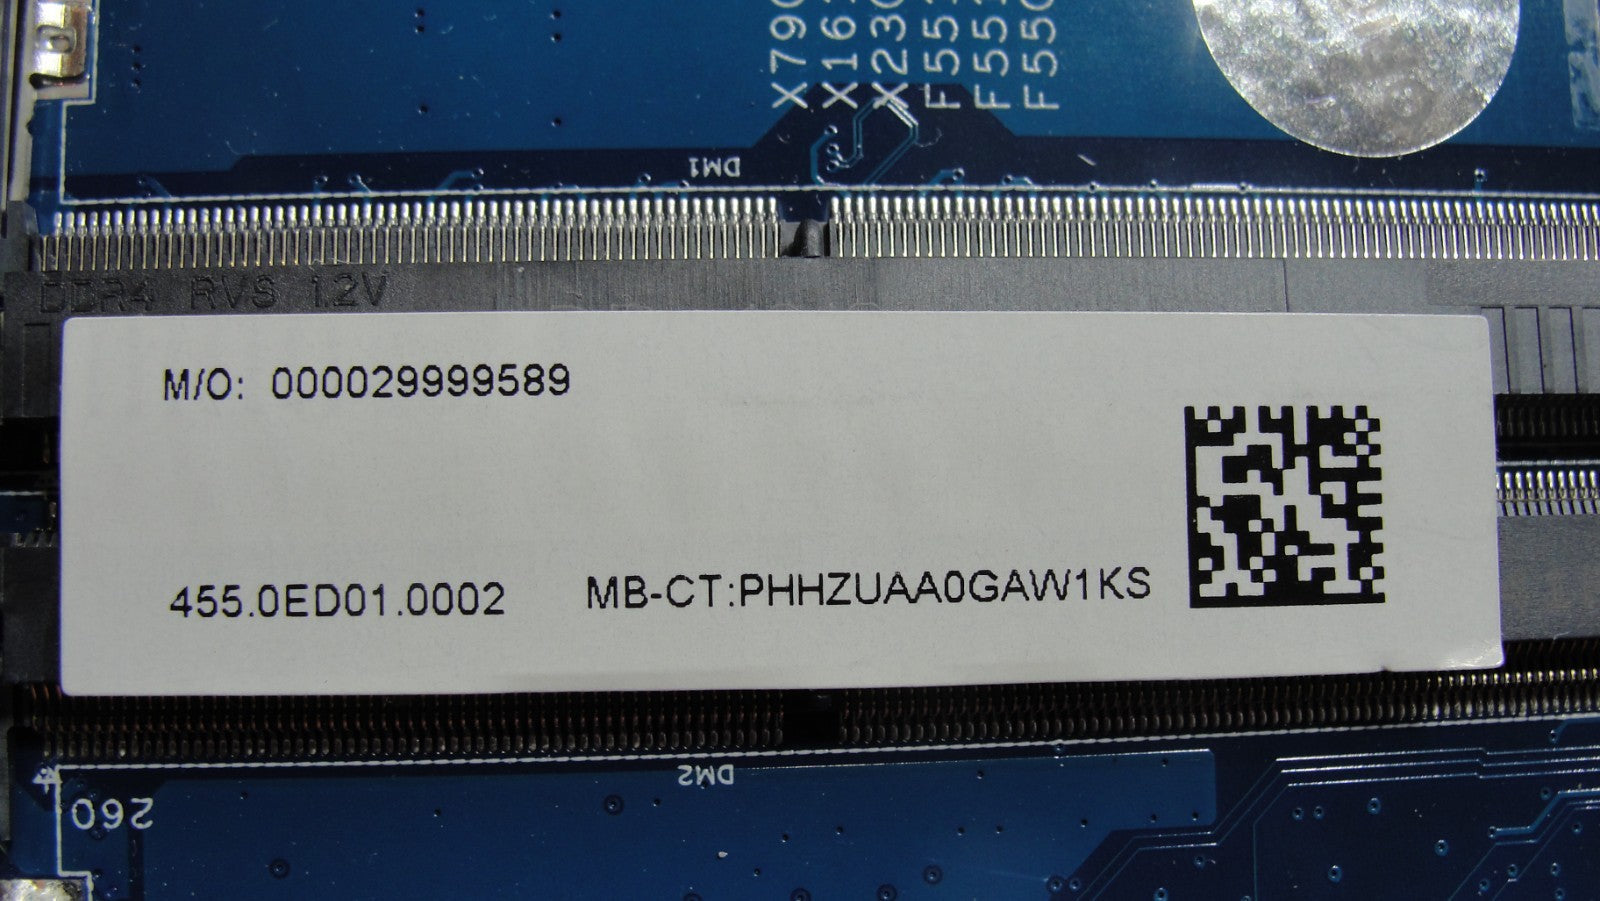 DM1
DDR4 RVS 1.2V
M/O: 000029999589
455.0ED01.0002 MB-CT:PHHZUAA0GAW1KS
DM2
260